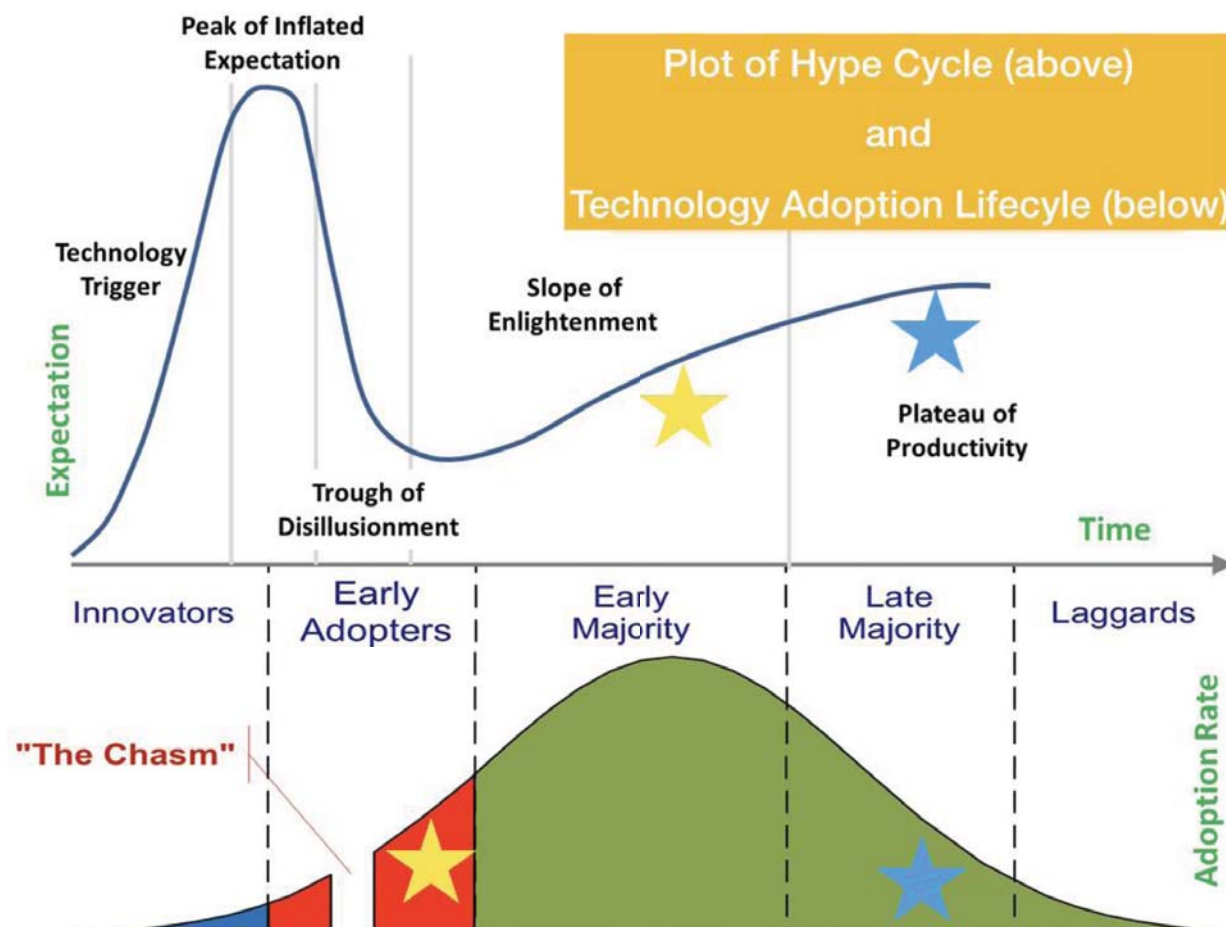 Peak of Inflated
Expectation
Plot of Hype Cycle (above)
and
Technology Adoption Lifecyle (below)
Technology
Trigger
Slope of
Enlightenment
Expectation
Plateau of
Productivity
Trough of
Disillusionment
Time
Innovators
Early
Adopters
Early
Majority
Late
Majority
Laggards
"The Chasm"
Adoption Rate